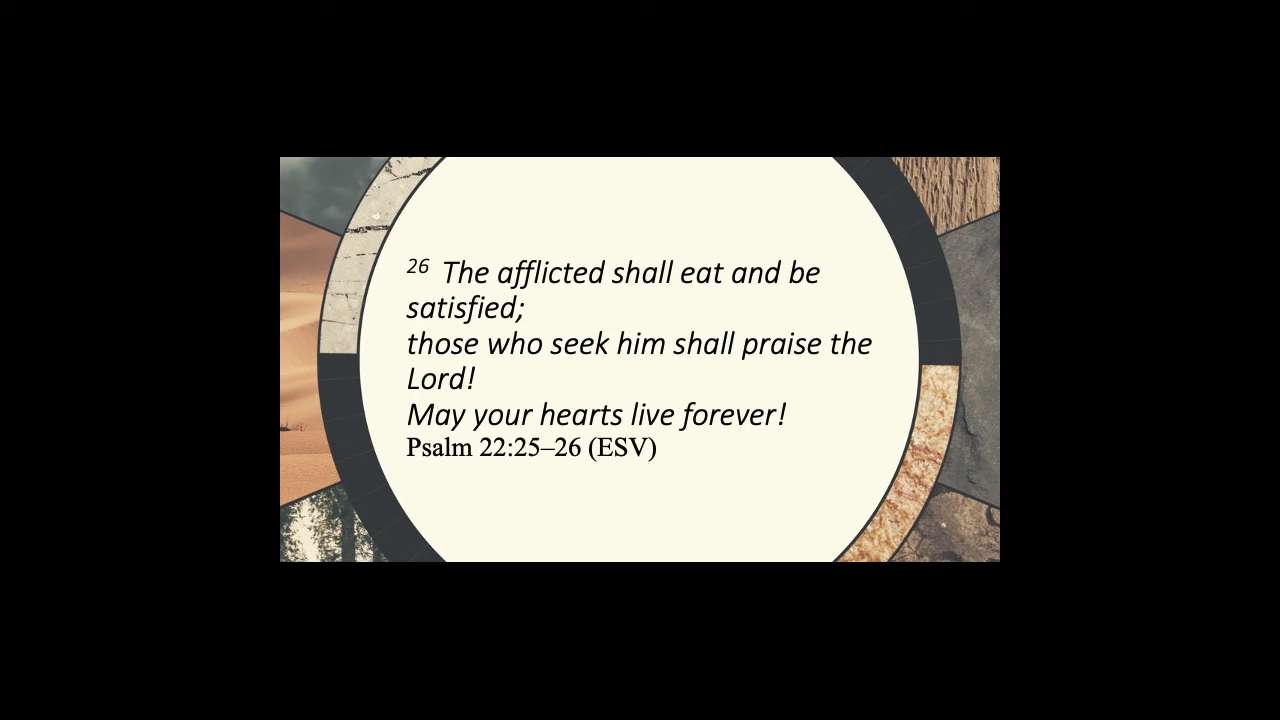 26 The afflicted shall eat and be
satisfied;
those who seek him shall praise the
Lord!
May your hearts live forever!
Psalm 22:25–26 (ESV)